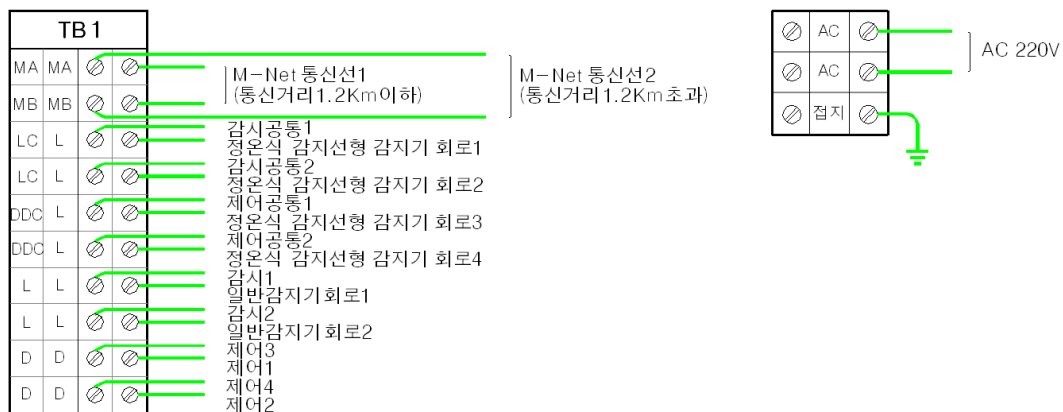 TB1
MA MA
M-Net 통신선1
(통신거리1.2Km이하)
M-Net 통신선2
(통신거리1.2Km초과)
MB MB
LC L
감시공통1
정온식 감지선형 감지기 회로1
LC L
감시공통2
정온식 감지선형 감지기 회로2
DDC L
제어공통1
정온식 감지선형 감지기 회로3
DDC L
제어공통2
정온식 감지선형 감지기 회로4
L L
감시1
일반감지기회로1
L L
감시2
일반감지기회로2
D D
제어3
제어1
D D
제어4
제어2
AC
AC
접지
AC 220V